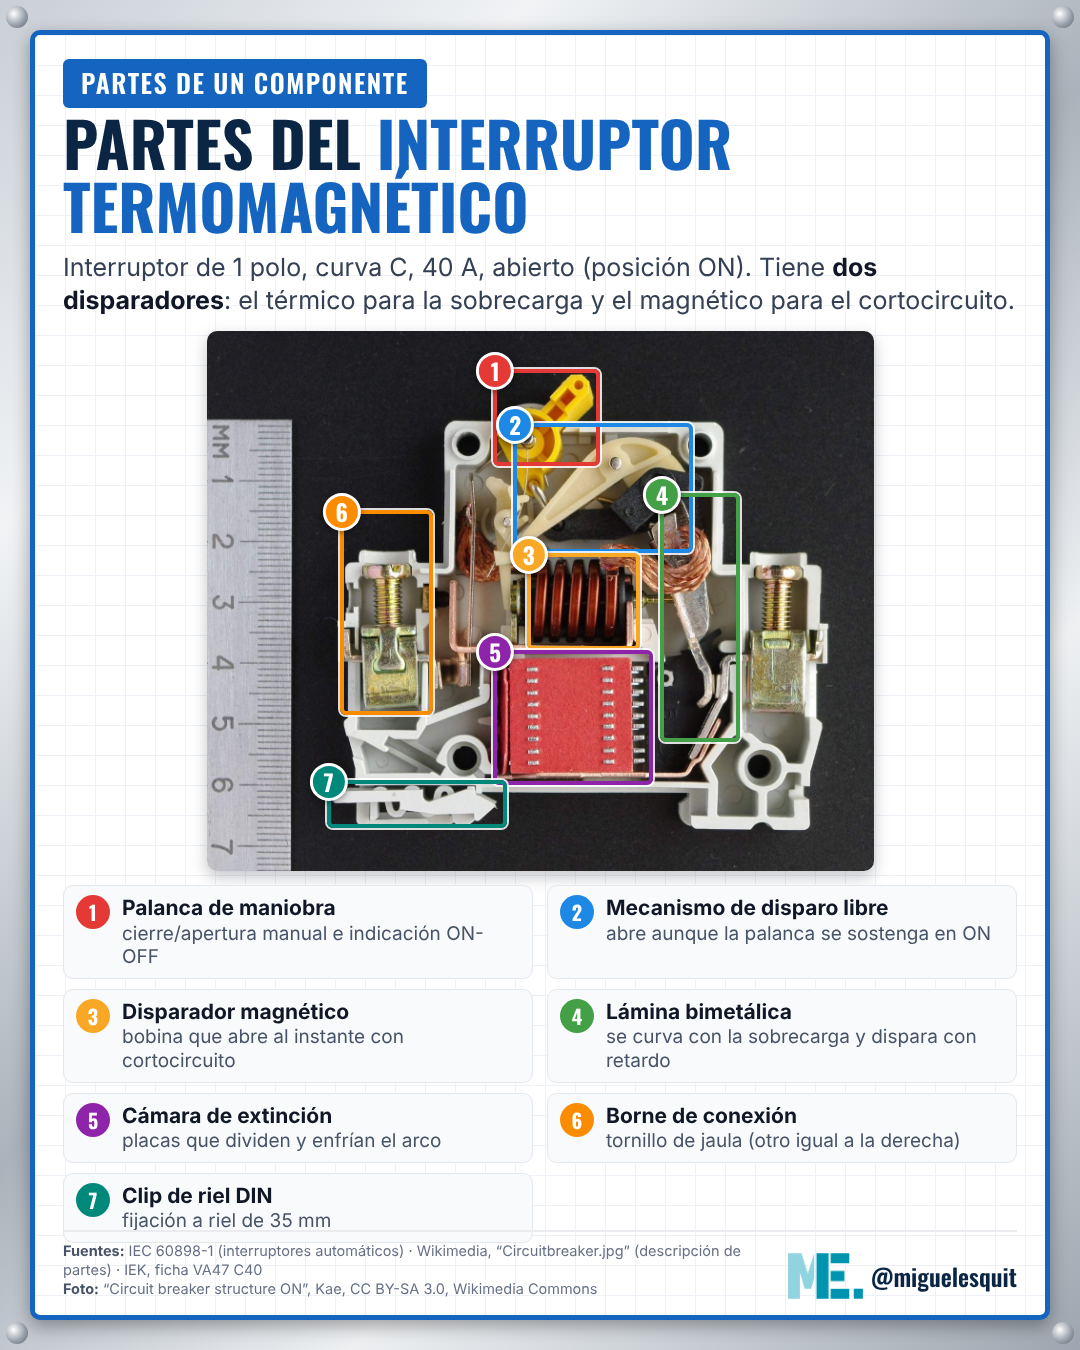 PARTES DE UN COMPONENTE
PARTES DEL INTERRUPTOR
TERMOMAGNÉTICO
Interruptor de 1 polo, curva C, 40 A, abierto (posición ON). Tiene dos
disparadores: el térmico para la sobrecarga y el magnético para el cortocircuito.
MM 1 2 3 4 5 6 7
1
2
3
4
5
6
7
1 Palanca de maniobra
cierre/apertura manual e indicación ON-
OFF
2 Mecanismo de disparo libre
abre aunque la palanca se sostenga en ON
3 Disparador magnético
bobina que abre al instante con
cortocircuito
4 Lámina bimetálica
se curva con la sobrecarga y dispara con
retardo
5 Cámara de extinción
placas que dividen y enfrían el arco
6 Borne de conexión
tornillo de jaula (otro igual a la derecha)
7 Clip de riel DIN
fijación a riel de 35 mm
Fuentes: IEC 60898-1 (interruptores automáticos) · Wikimedia, “Circuitbreaker.jpg” (descripción de
partes) · IEK, ficha VA47 C40
Foto: “Circuit breaker structure ON”, Kae, CC BY-SA 3.0, Wikimedia Commons
ME. @miguelesquit